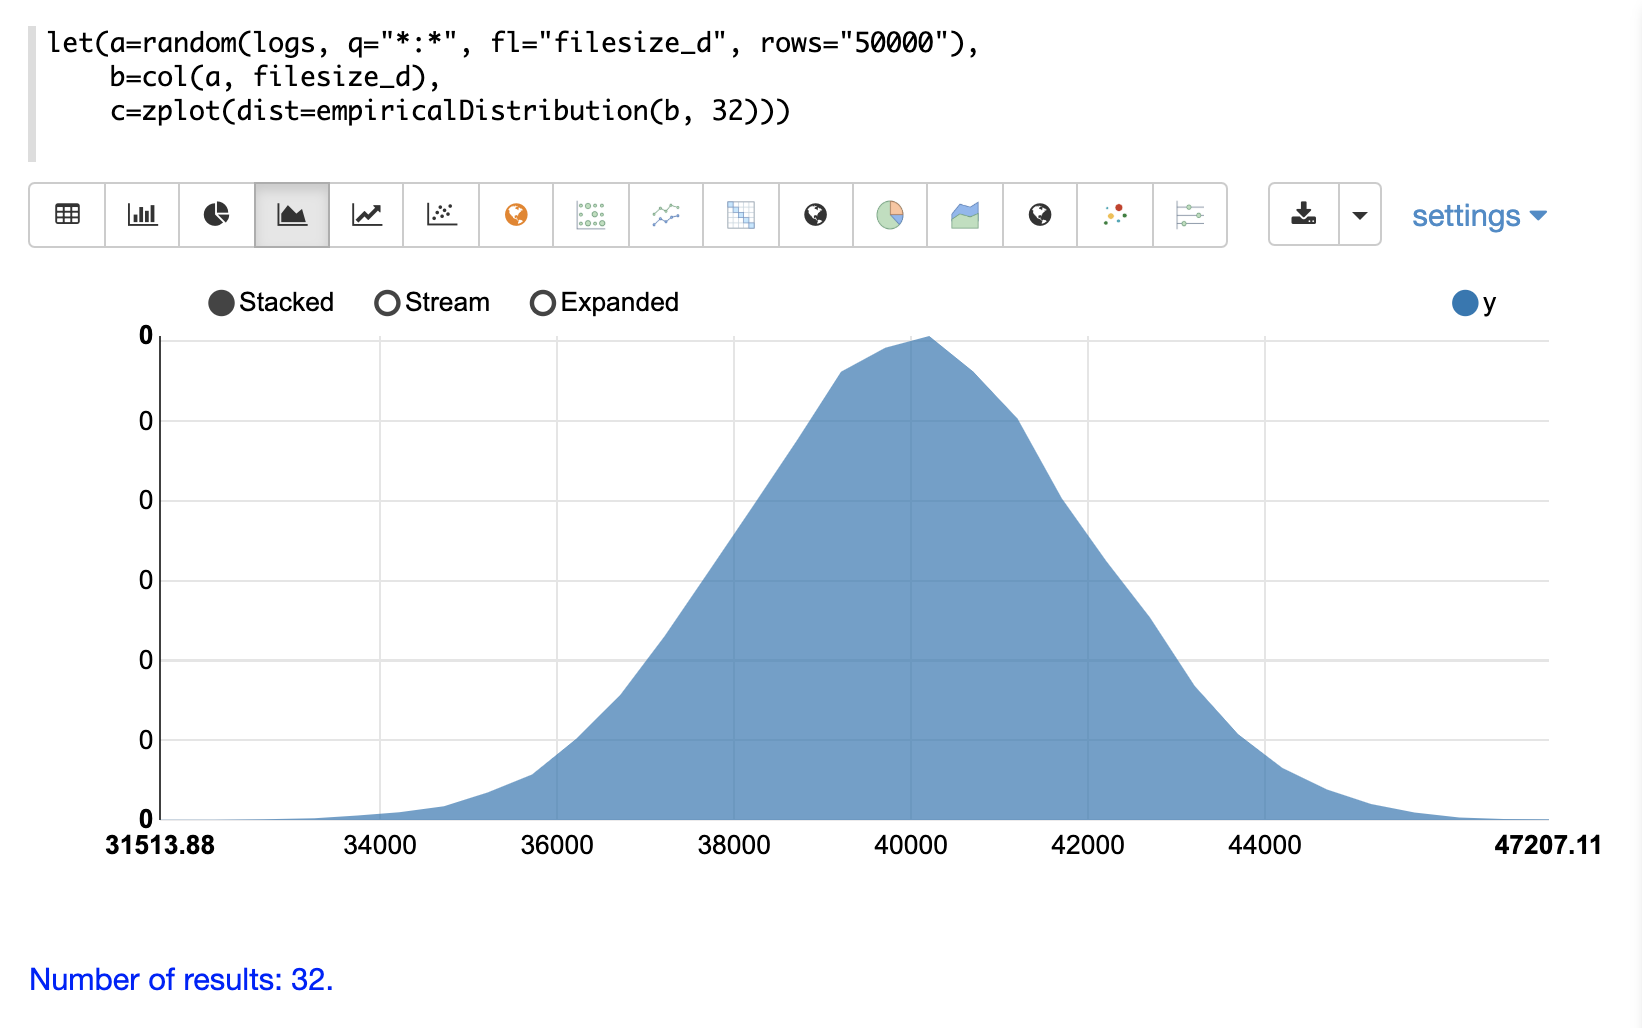 let(a=random(logs, q="*:*", fl="filesize_d", rows="50000"),
b=col(a, filesize_d),
c=zplot(dist=empiricalDistribution(b, 32)))
settings
Stacked Stream Expanded y
0
0
0
0
0
0
0
31513.88 34000 36000 38000 40000 42000 44000 47207.11
Number of results: 32.